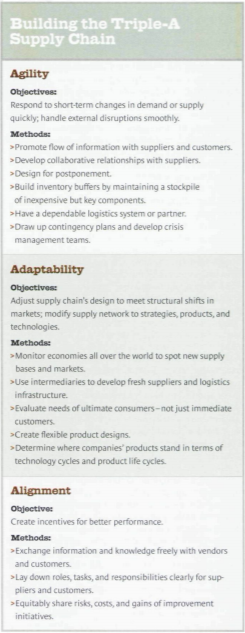 Building the Triple-A
Supply Chain
Agility
Objectives:
Respond to short-term changes in demand or supply
quickly; handle external disruptions smoothly.
Methods:
>Promote flow of information with suppliers and customers.
>Develop collaborative relationships with suppliers.
>Design for postponement.
>Build inventory buffers by maintaining a stockpile
of inexpensive but key components.
>Have a dependable logistics system or partner.
>Draw up contingency plans and develop crisis
management teams.
Adaptability
Objectives:
Adjust supply chain's design to meet structural shifts in
markets; modify supply network to strategies, products, and
technologies.
Methods:
>Monitor economies all over the world to spot new supply
bases and markets.
>Use intermediaries to develop fresh suppliers and logistics
infrastructure.
>Evaluate needs of ultimate consumers–not just immediate
customers.
>Create flexible product designs.
>Determine where companies' products stand in terms of
technology cycles and product life cycles.
Alignment
Objective:
Create incentives for better performance.
Methods:
>Exchange information and knowledge freely with vendors
and customers.
>Lay down roles, tasks, and responsibilities clearly for sup-
pliers and customers.
>Equitably share risks, costs, and gains of improvement
initiatives.